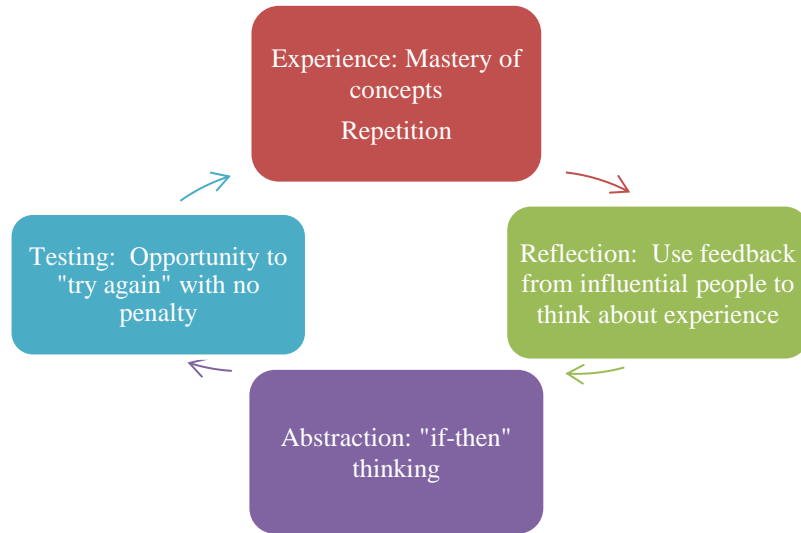 Experience: Mastery of
concepts
Repetition
Testing: Opportunity to
"try again" with no
penalty
Reflection: Use feedback
from influential people to
think about experience
Abstraction: "if-then"
thinking